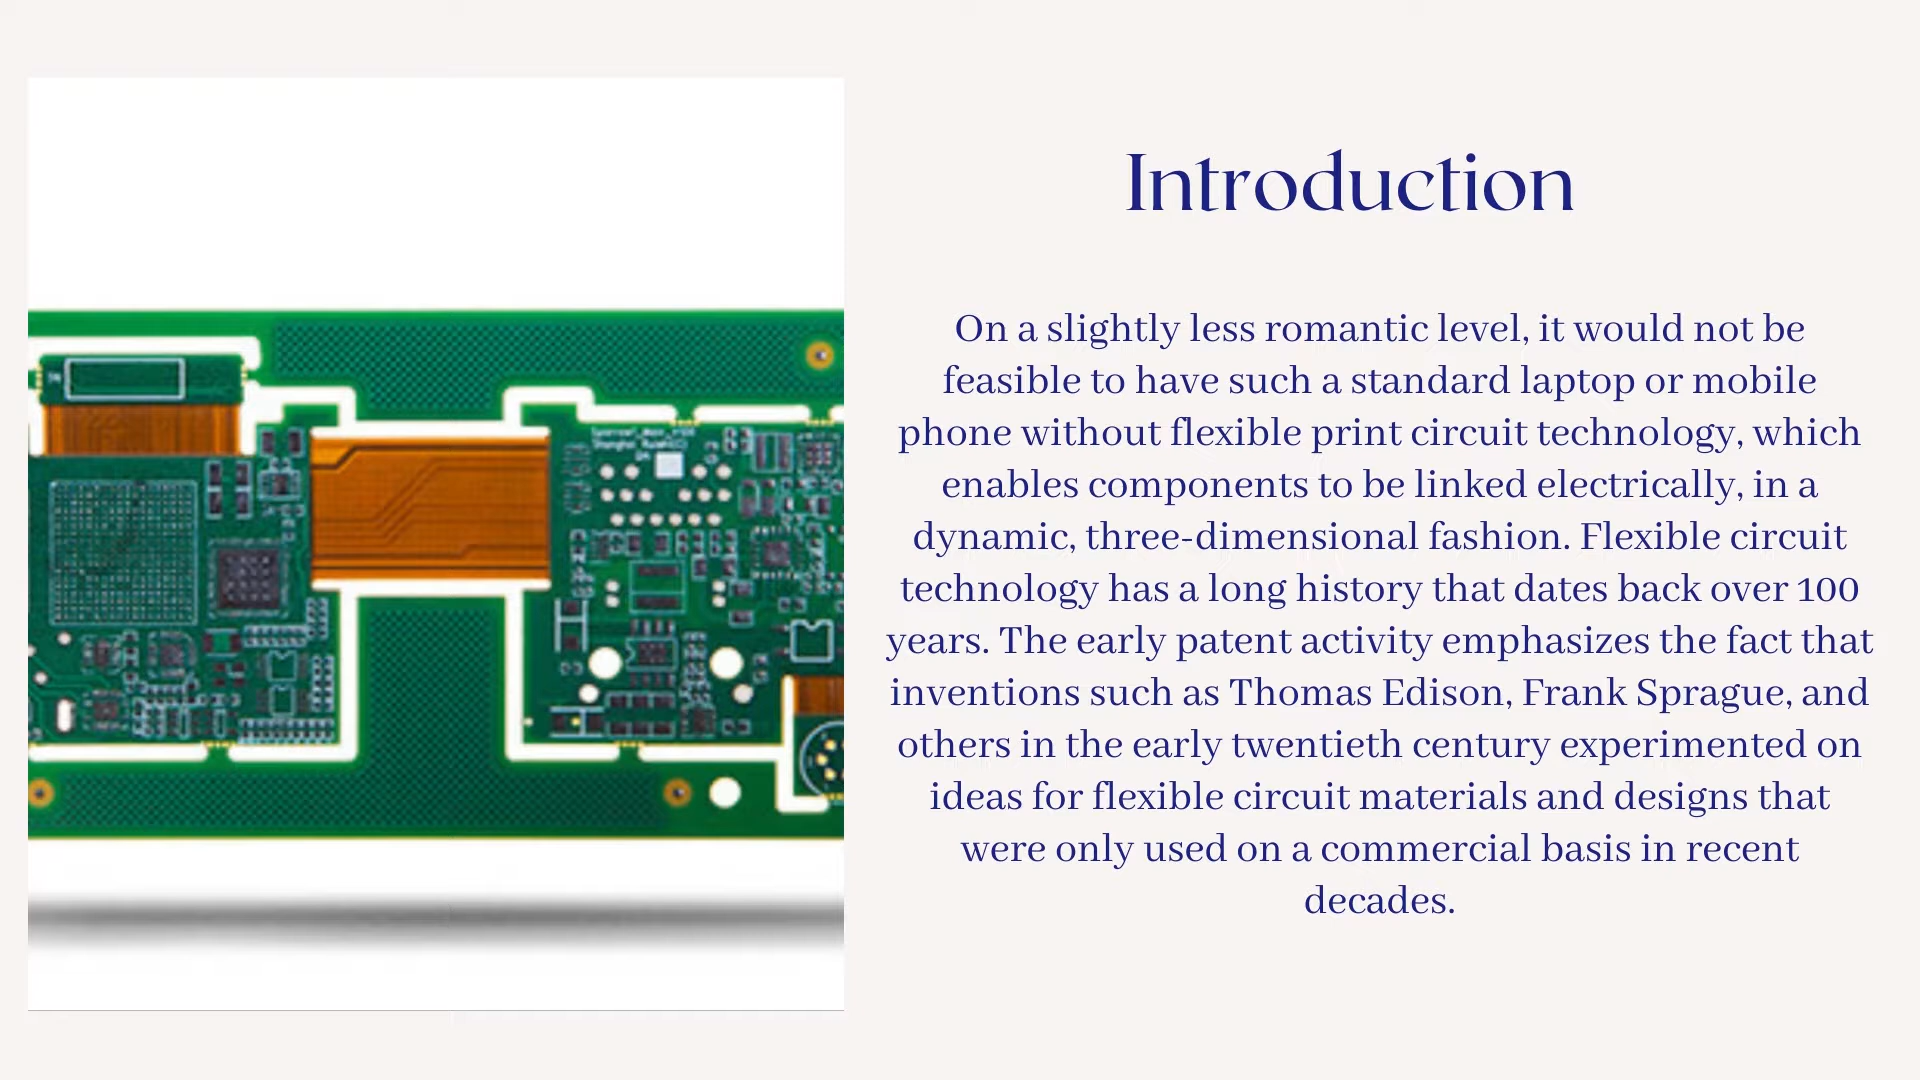 Introduction
On a slightly less romantic level, it would not be
feasible to have such a standard laptop or mobile
phone without flexible print circuit technology, which
enables components to be linked electrically, in a
dynamic, three-dimensional fashion. Flexible circuit
technology has a long history that dates back over 100
years. The early patent activity emphasizes the fact that
inventions such as Thomas Edison, Frank Sprague, and
others in the early twentieth century experimented on
ideas for flexible circuit materials and designs that
were only used on a commercial basis in recent
decades.